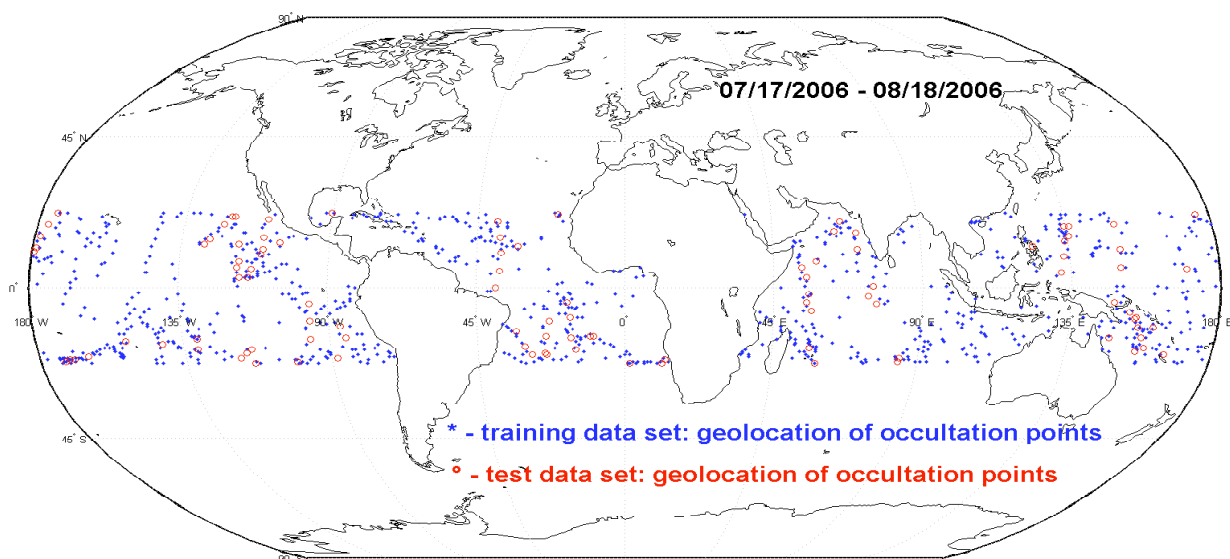 90° N
07/17/2006 - 08/18/2006
45° N
0°
180° W 135° W 90° W 45° W 0° 45° E 90° E 135° E 180° E
* - training data set: geolocation of occultation points
45° S
° - test data set: geolocation of occultation points